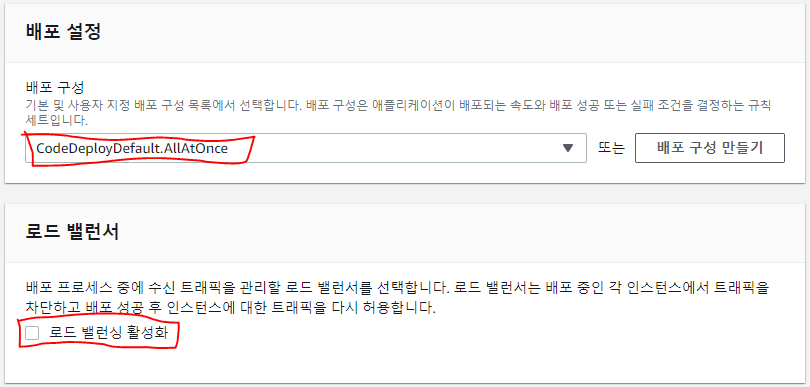 배포 설정
배포 구성
기본 및 사용자 지정 배포 구성 목록에서 선택합니다. 배포 구성은 애플리케이션이 배포되는 속도와 배포 성공 또는 실패 조건을 결정하는 규칙
세트입니다.
CodeDeployDefault.AllAtOnce 또는 배포 구성 만들기
로드 밸런서
배포 프로세스 중에 수신 트래픽을 관리할 로드 밸런서를 선택합니다. 로드 밸런서는 배포 중인 각 인스턴스에서 트래픽을
차단하고 배포 성공 후 인스턴스에 대한 트래픽을 다시 허용합니다.
로드 밸런싱 활성화